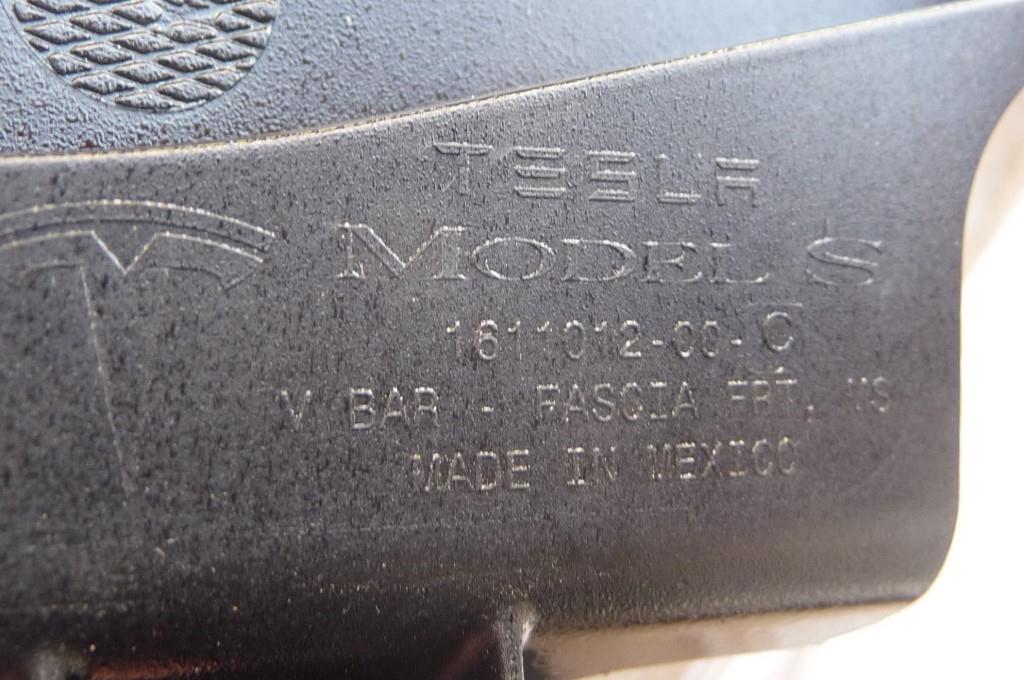 TESLA
MODEL S
1611012-00-C
V BAR - FASCIA FRT, MS
MADE IN MEXICO